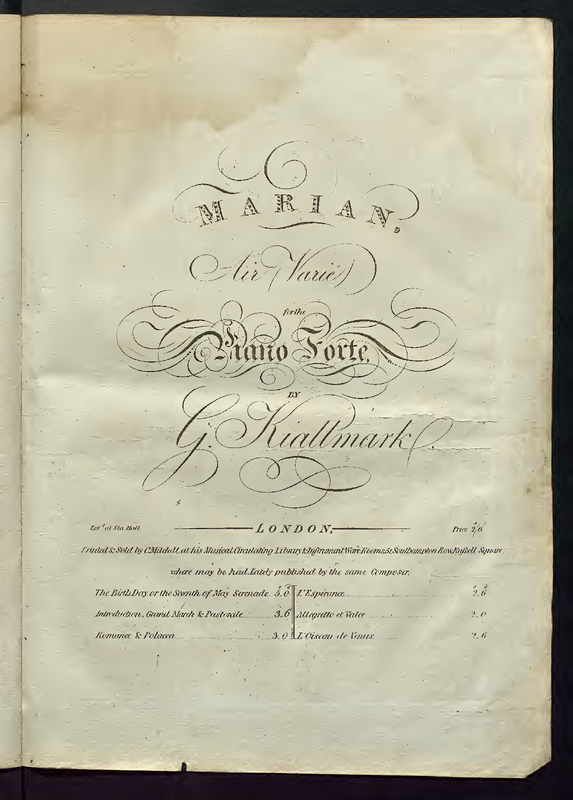 MARIAN,
Air Varié
for the
Piano Forte,
BY
G. Kiallmark.
Ent.d at Sta. Hall. LONDON, Price 2/6
Printed & Sold by C. Mitchell, at his Musical Circulating Library & Instrument Ware Rooms, 51 Southampton Row, Russell Square
where may be had, Lately published by the same Composer,
The Birth Day, or the Seventh of May Serenade 5.0 L'Esperance 2.6
Introduction, Grand March & Pastorale 3.6 Allegretto et Valce 2.0
Romance & Polacca 3.0 L'Oiseau de Venus 2.6